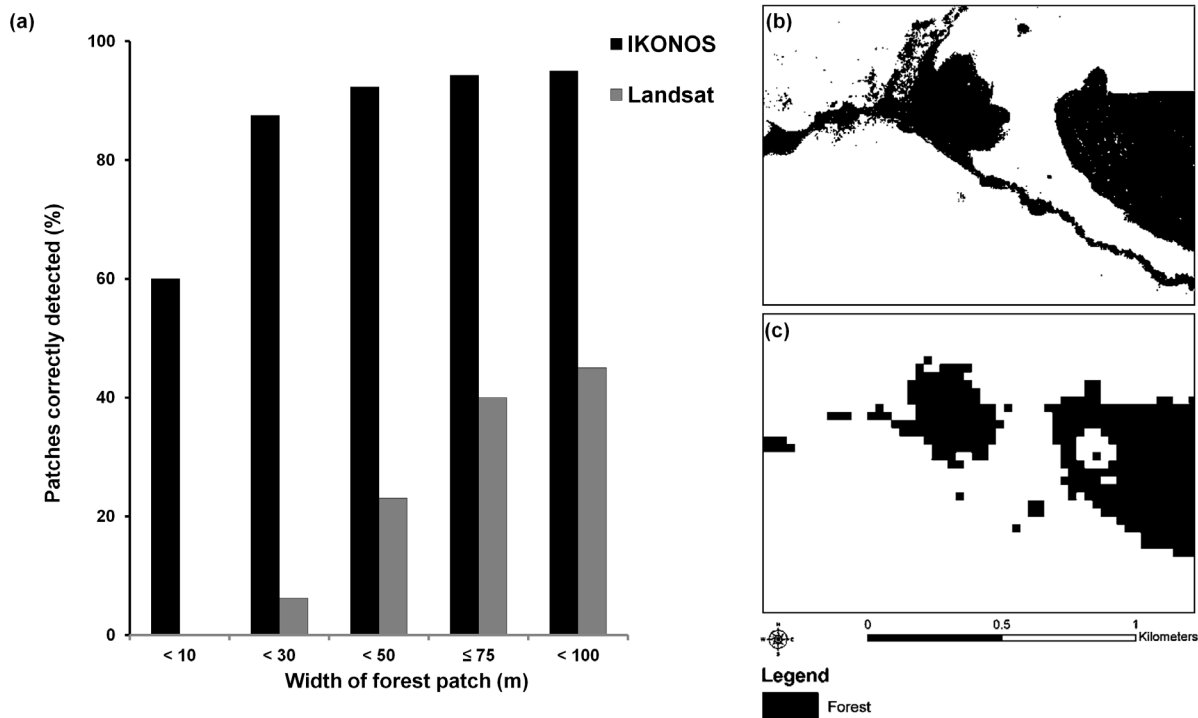 (a)
100
80
60
40
20
0
Patches correctly detected (%)
IKONOS
Landsat
< 10
< 30
< 50
≤ 75
< 100
Width of forest patch (m)
(b)
(c)
N
W E
S
0
0.5
1
Kilometers
Legend
Forest